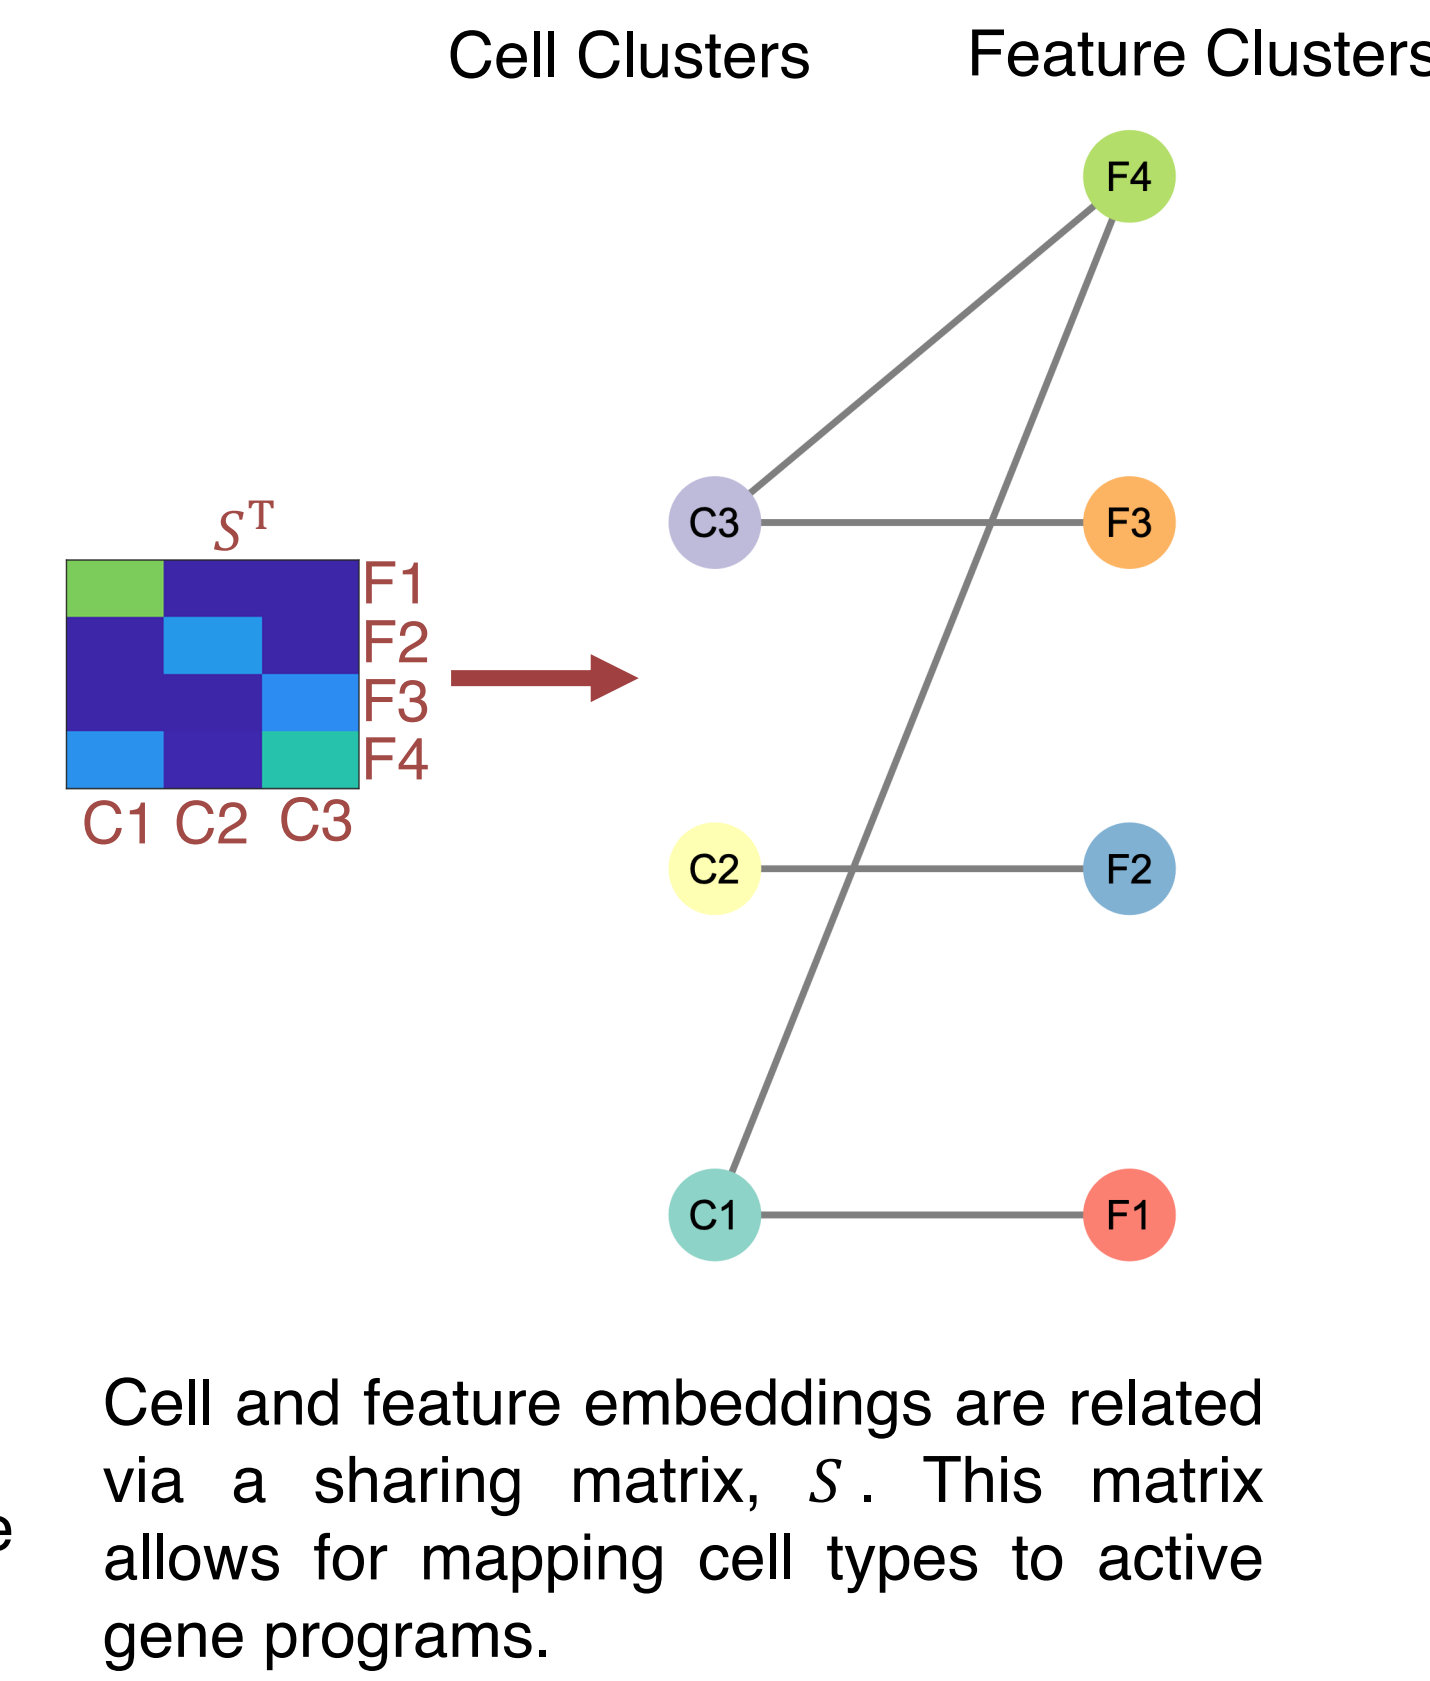 Cell Clusters
Feature Clusters
F4
C3
F3
S^T
F1
F2
F3
F4
C1 C2 C3
C2
F2
C1
F1
Cell and feature embeddings are related
via a sharing matrix, S . This matrix
allows for mapping cell types to active
gene programs.